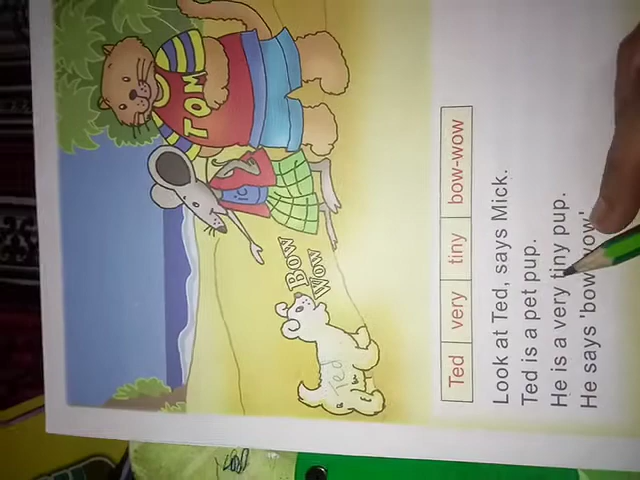 TOM
Bow
Wow
Ted
Ted very tiny bow-wow
Look at Ted, says Mick.
Ted is a pet pup.
He is a very tiny pup.
He says 'bow-wow'